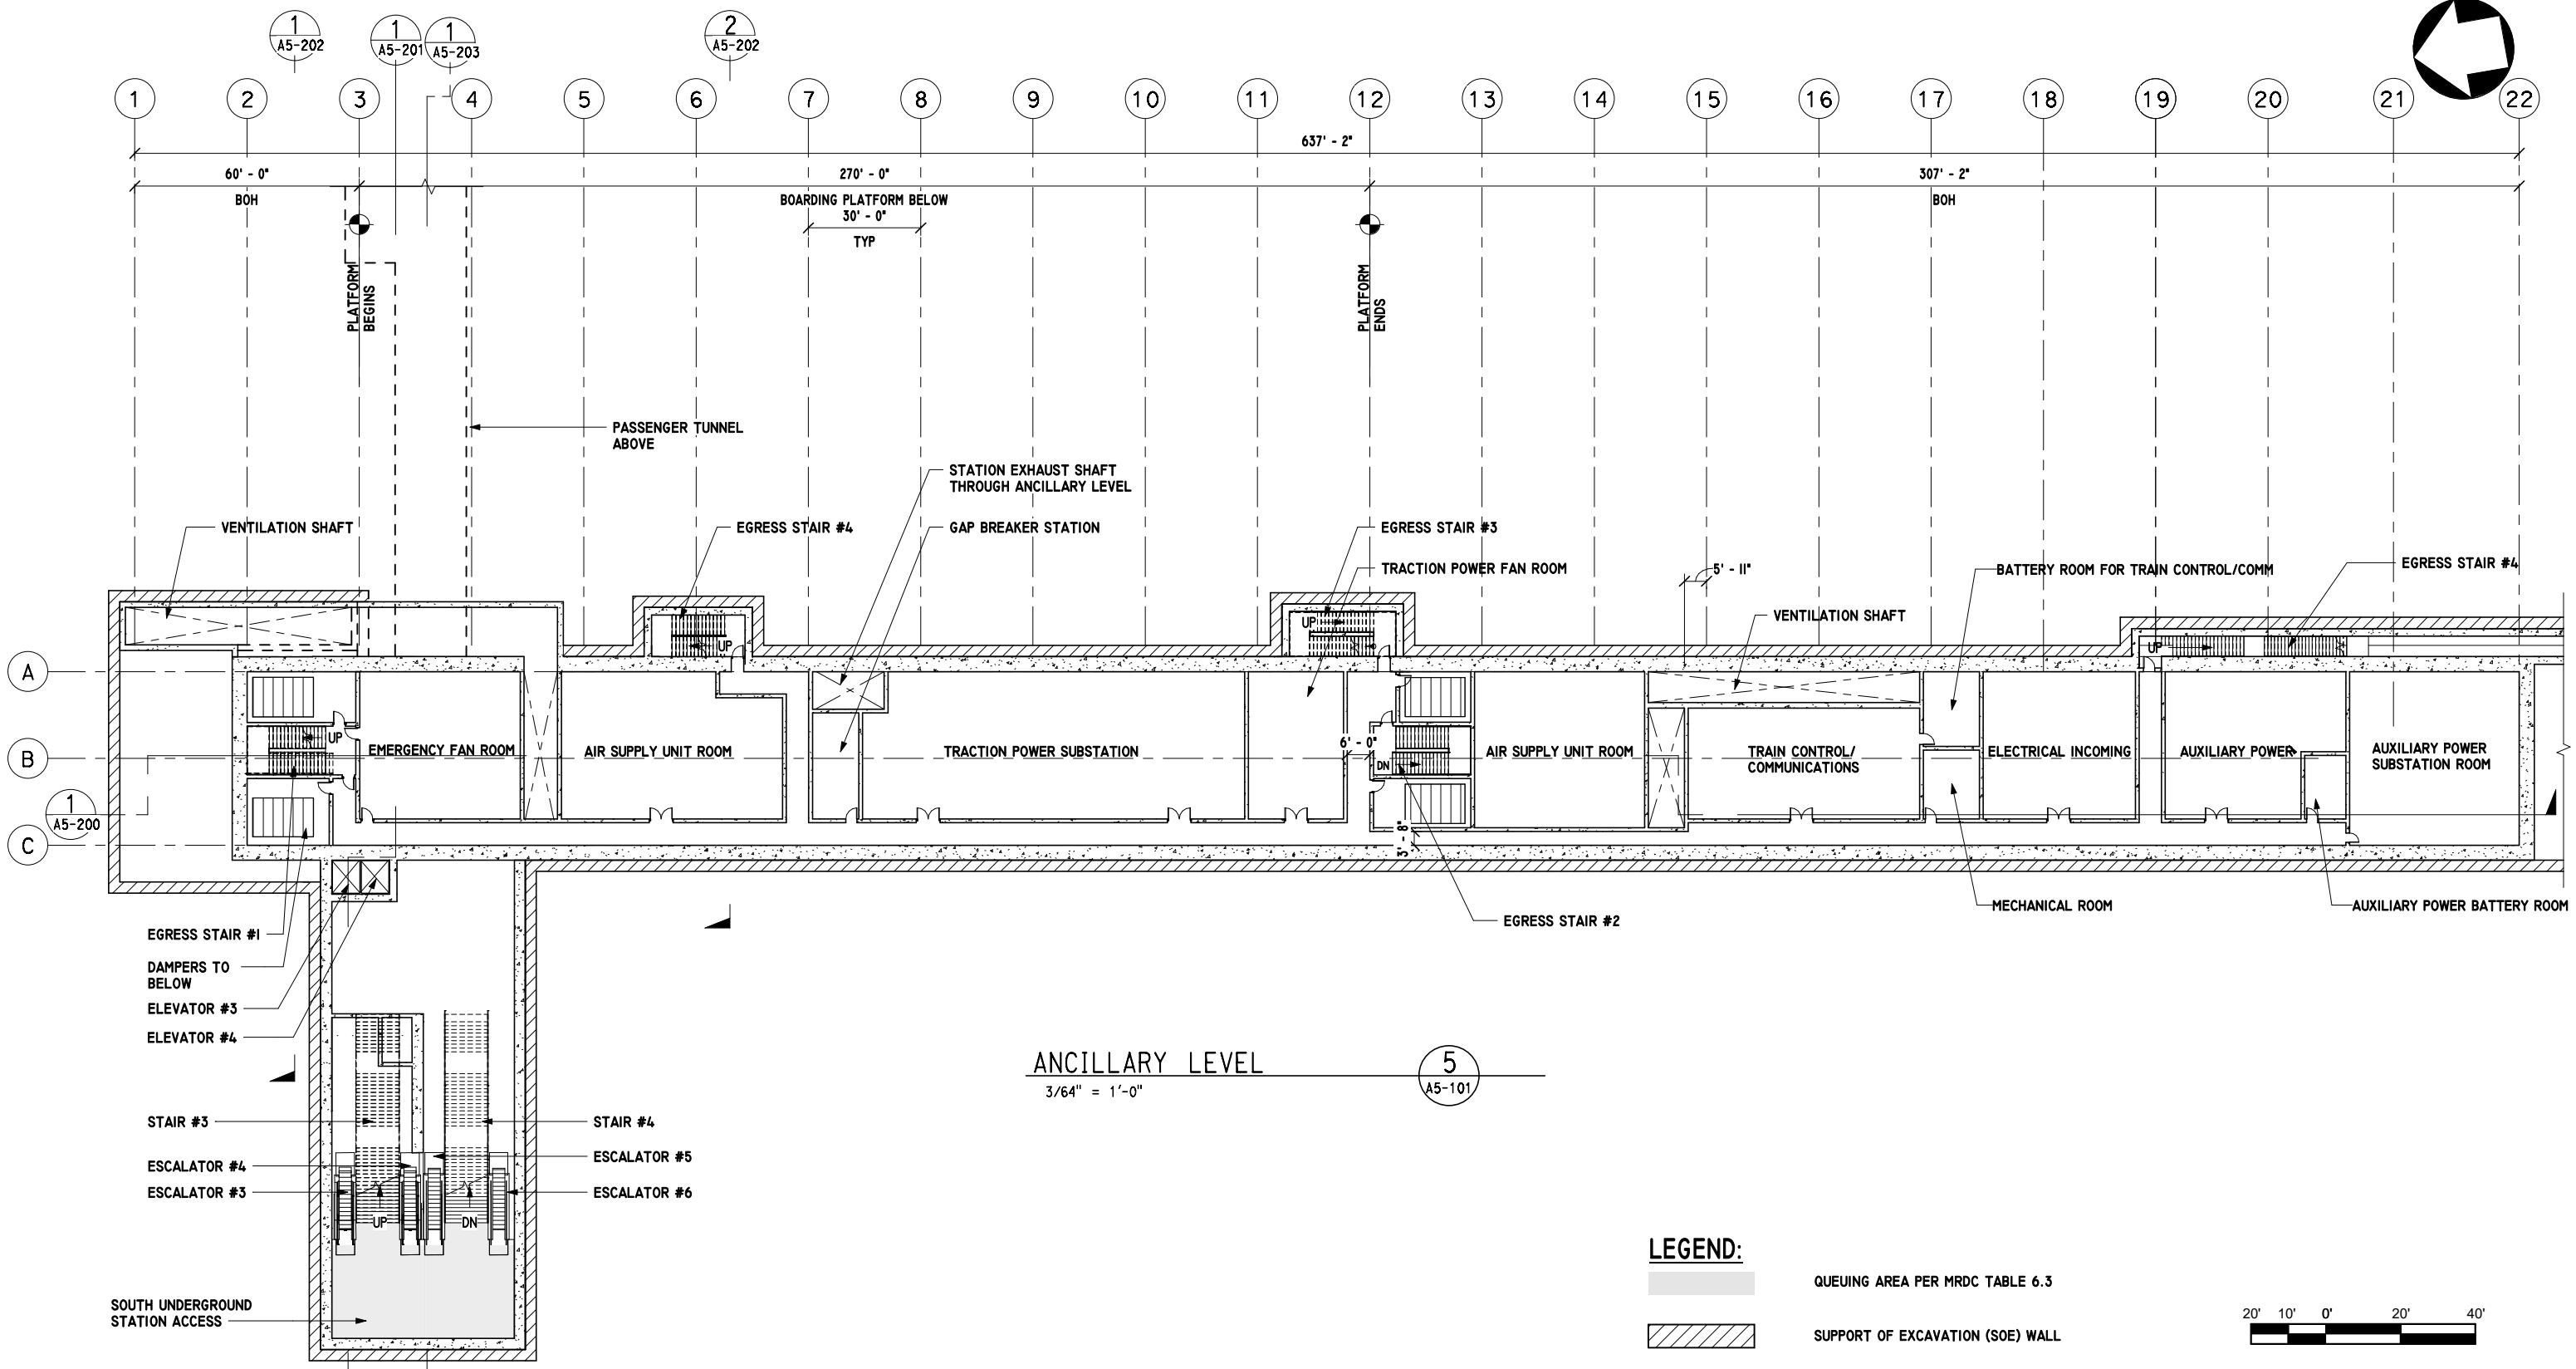 1
A5-202
1
A5-201
1
A5-203
2
A5-202
1 2 3 4 5 6 7 8 9 10 11 12 13 14 15 16 17 18 19 20 21 22
637' - 2"
60' - 0"
BOH
270' - 0"
BOARDING PLATFORM BELOW
30' - 0"
TYP
307' - 2"
BOH
PLATFORM
BEGINS
PLATFORM
ENDS
PASSENGER TUNNEL
ABOVE
STATION EXHAUST SHAFT
THROUGH ANCILLARY LEVEL
VENTILATION SHAFT
EGRESS STAIR #4
GAP BREAKER STATION
EGRESS STAIR #3
TRACTION POWER FAN ROOM
5' - 11"
BATTERY ROOM FOR TRAIN CONTROL/COMM
EGRESS STAIR #4
VENTILATION SHAFT
UP
UP
UP
A
UP
EMERGENCY FAN ROOM
AIR SUPPLY UNIT ROOM
TRACTION POWER SUBSTATION
6' - 0"
DN
AIR SUPPLY UNIT ROOM
TRAIN CONTROL/
COMMUNICATIONS
ELECTRICAL INCOMING
AUXILIARY POWER
AUXILIARY POWER
SUBSTATION ROOM
B
1
A5-200
C
3' - 8"
EGRESS STAIR #1
DAMPERS TO
BELOW
ELEVATOR #3
ELEVATOR #4
EGRESS STAIR #2
MECHANICAL ROOM
AUXILIARY POWER BATTERY ROOM
ANCILLARY LEVEL
3/64" = 1'-0"
5
A5-101
STAIR #3
STAIR #4
ESCALATOR #4
ESCALATOR #5
ESCALATOR #3
ESCALATOR #6
UP
DN
SOUTH UNDERGROUND
STATION ACCESS
LEGEND:
QUEUING AREA PER MRDC TABLE 6.3
SUPPORT OF EXCAVATION (SOE) WALL
20' 10' 0' 20' 40'